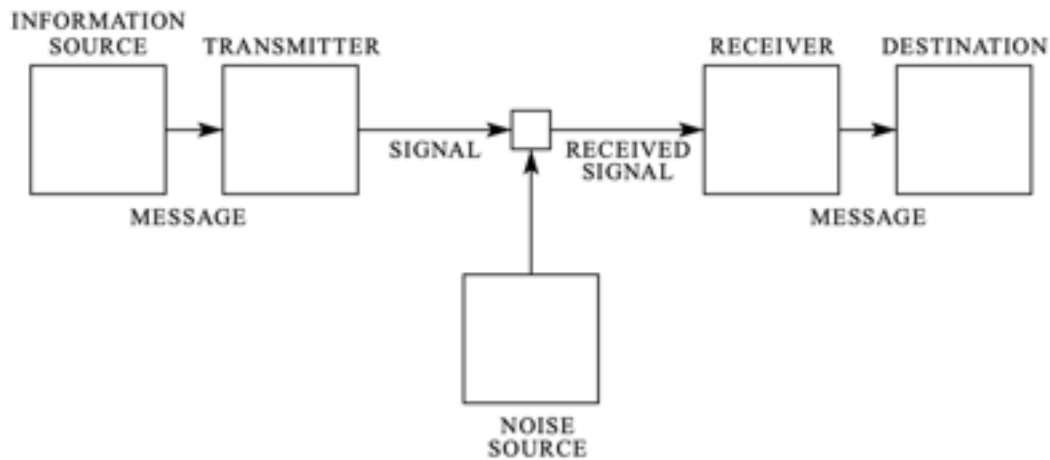 INFORMATION
SOURCE
TRANSMITTER
RECEIVER
DESTINATION
SIGNAL
RECEIVED
SIGNAL
MESSAGE
MESSAGE
NOISE
SOURCE